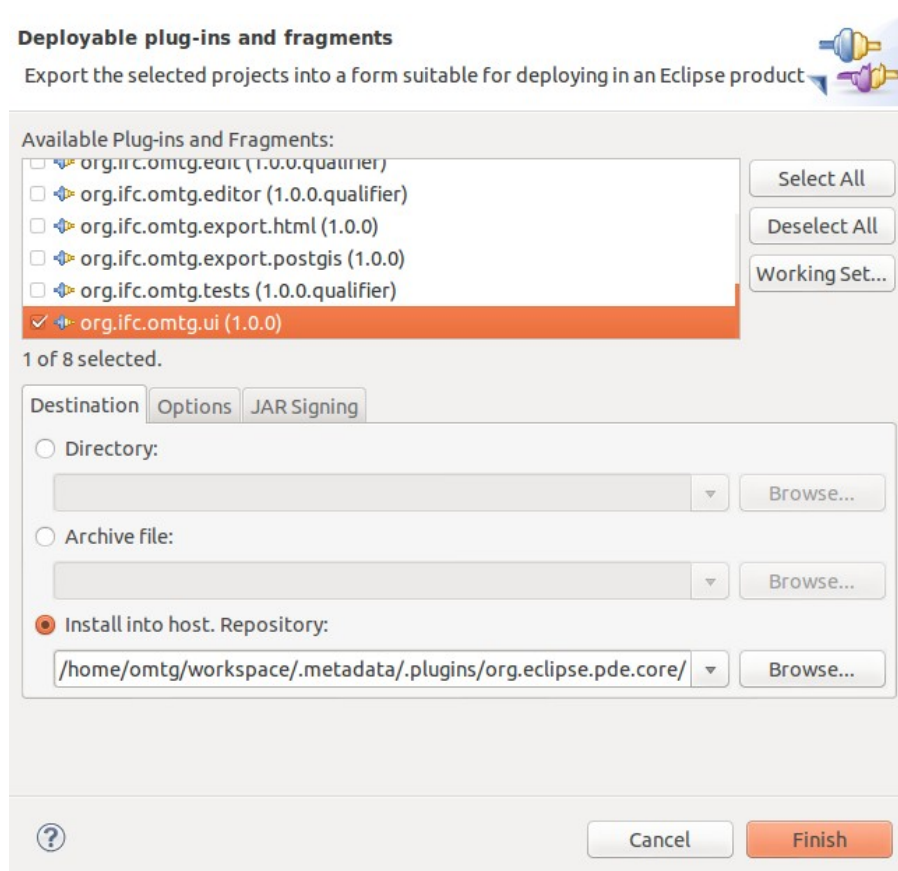 Deployable plug-ins and fragments
Export the selected projects into a form suitable for deploying in an Eclipse product
Available Plug-ins and Fragments:
org.ifc.omtg.edit (1.0.0.qualifier)
org.ifc.omtg.editor (1.0.0.qualifier)
org.ifc.omtg.export.html (1.0.0)
org.ifc.omtg.export.postgis (1.0.0)
org.ifc.omtg.tests (1.0.0.qualifier)
org.ifc.omtg.ui (1.0.0)
Select All
Deselect All
Working Set...
1 of 8 selected.
Destination Options JAR Signing
Directory:
Browse...
Archive file:
Browse...
Install into host. Repository:
/home/omtg/workspace/.metadata/.plugins/org.eclipse.pde.core/ Browse...
? Cancel Finish